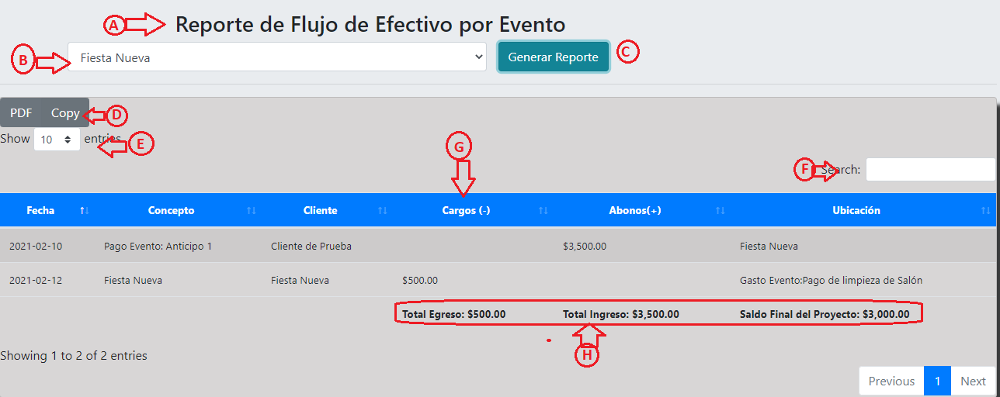 A Reporte de Flujo de Efectivo por Evento
B Fiesta Nueva Generar Reporte C
PDF Copy D
Show 10 entries E
G
F Search:
Fecha Concepto Cliente Cargos (-) Abonos(+) Ubicación
2021-02-10 Pago Evento: Anticipo 1 Cliente de Prueba $3,500.00 Fiesta Nueva
2021-02-12 Fiesta Nueva Fiesta Nueva $500.00 Gasto Evento:Pago de limpieza de Salón
Total Egreso: $500.00 Total Ingreso: $3,500.00 Saldo Final del Proyecto: $3,000.00
H
Showing 1 to 2 of 2 entries
Previous 1 Next